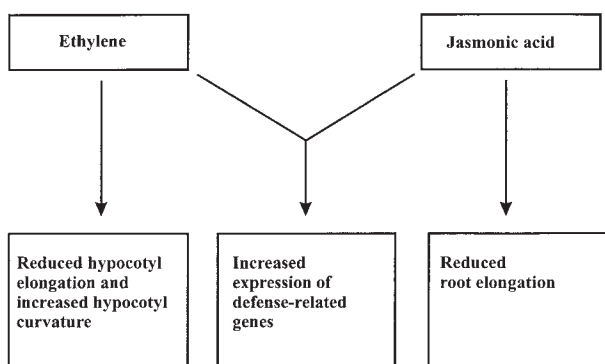 Ethylene
Jasmonic acid
Reduced hypocotyl
elongation and
increased hypocotyl
curvature
Increased
expression of
defense-related
genes
Reduced
root elongation